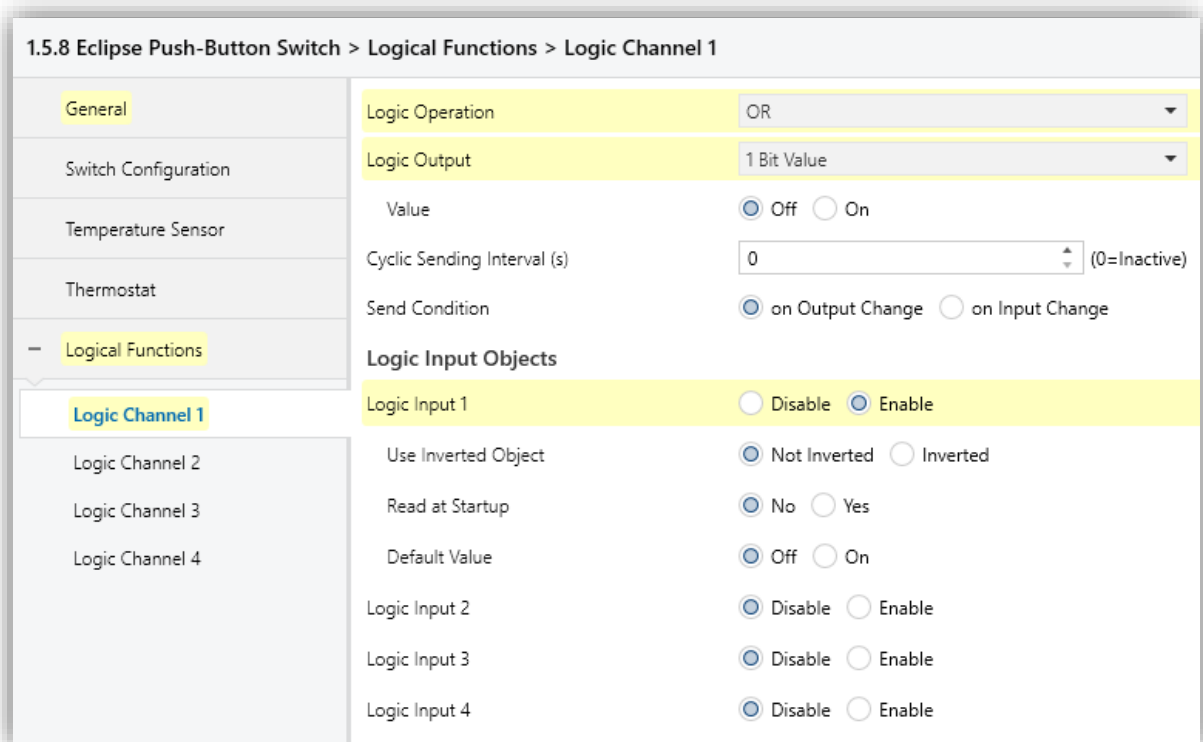 1.5.8 Eclipse Push-Button Switch > Logical Functions > Logic Channel 1
General
Switch Configuration
Temperature Sensor
Thermostat
Logical Functions
Logic Channel 1
Logic Channel 2
Logic Channel 3
Logic Channel 4
Logic Operation OR
Logic Output 1 Bit Value
Value Off On
Cyclic Sending Interval (s) 0 (0=Inactive)
Send Condition on Output Change on Input Change
Logic Input Objects
Logic Input 1 Disable Enable
Use Inverted Object Not Inverted Inverted
Read at Startup No Yes
Default Value Off On
Logic Input 2 Disable Enable
Logic Input 3 Disable Enable
Logic Input 4 Disable Enable